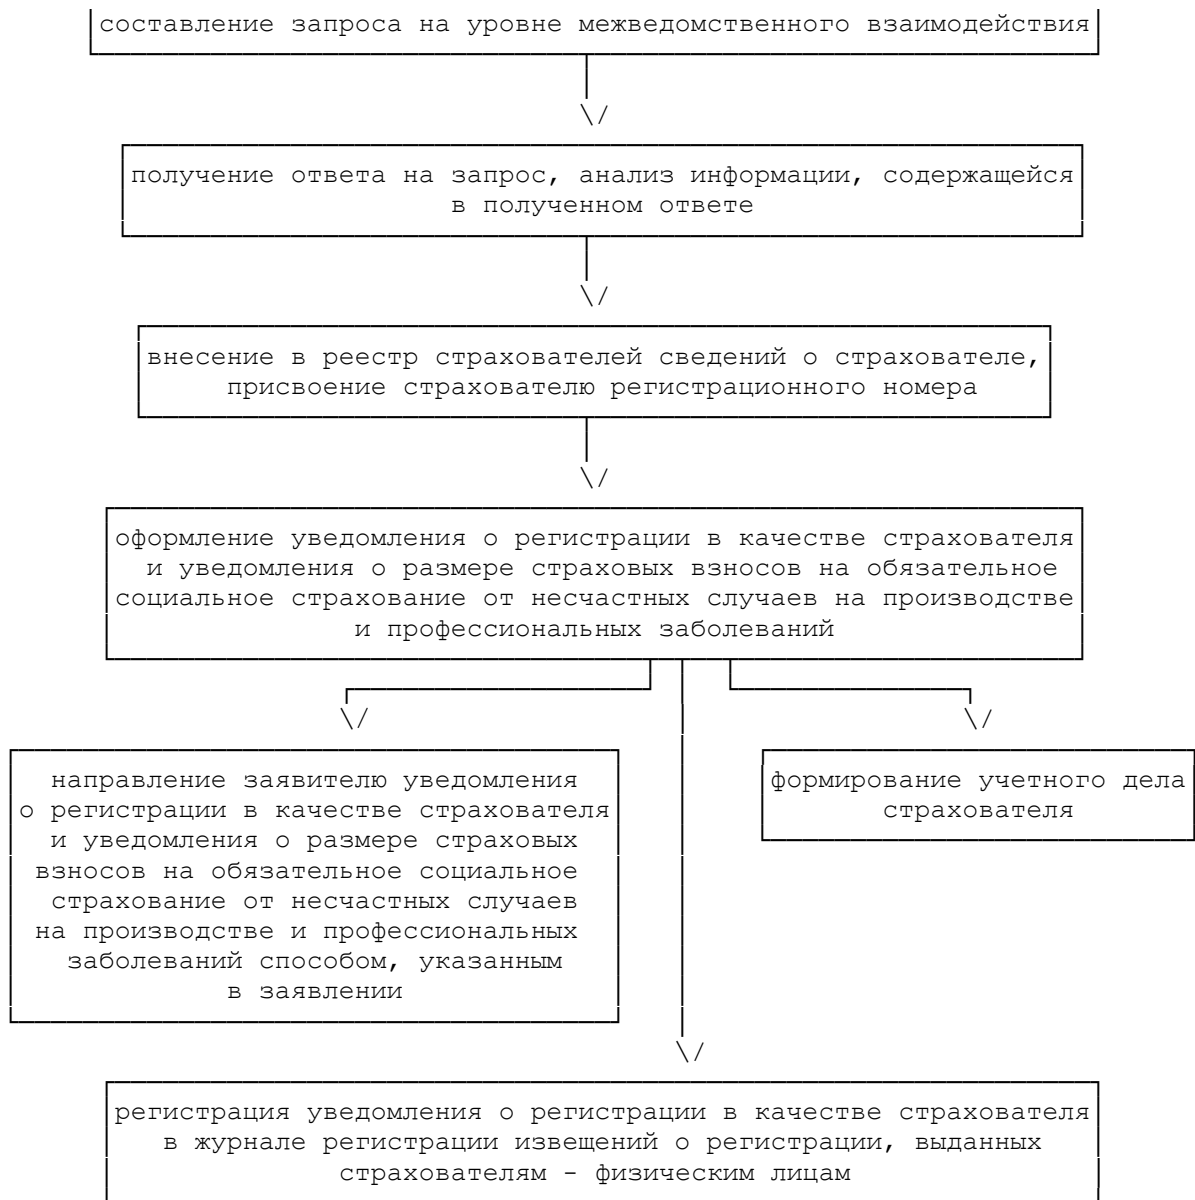 составление запроса на уровне межведомственного взаимодействия
\/
получение ответа на запрос, анализ информации, содержащейся
в полученном ответе
\/
внесение в реестр страхователей сведений о страхователе,
присвоение страхователю регистрационного номера
\/
оформление уведомления о регистрации в качестве страхователя
и уведомления о размере страховых взносов на обязательное
социальное страхование от несчастных случаев на производстве
и профессиональных заболеваний
\/
\/
направление заявителю уведомления
о регистрации в качестве страхователя
и уведомления о размере страховых
взносов на обязательное социальное
страхование от несчастных случаев
на производстве и профессиональных
заболеваний способом, указанным
в заявлении
формирование учетного дела
страхователя
\/
регистрация уведомления о регистрации в качестве страхователя
в журнале регистрации извещений о регистрации, выданных
страхователям - физическим лицам